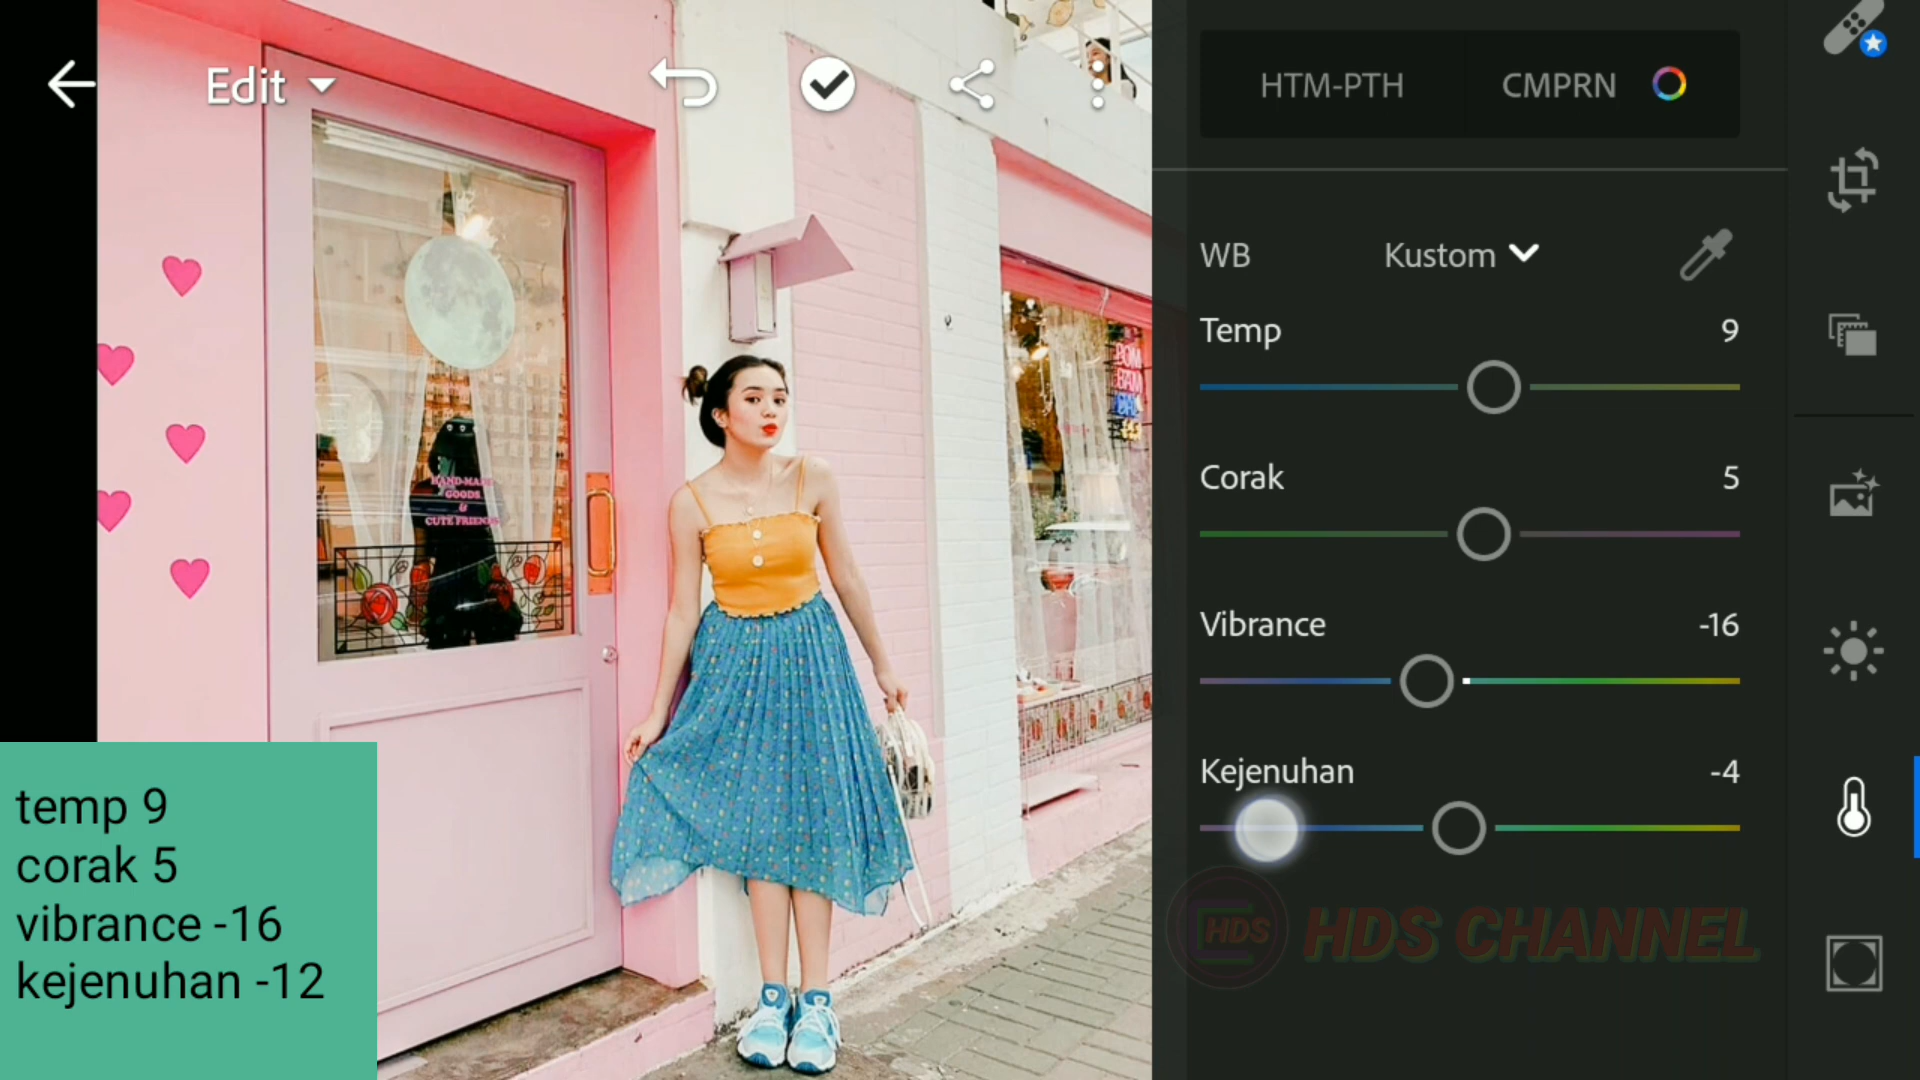 Edit
HTM-PTH
CMPRN
WB
Kustom
Temp
9
Corak
5
Vibrance
-16
Kejenuhan
-4
HDS
HDS CHANNEL
HAND-MADE
GOODS
&
CUTE FRIENDS
temp 9
corak 5
vibrance -16
kejenuhan -12